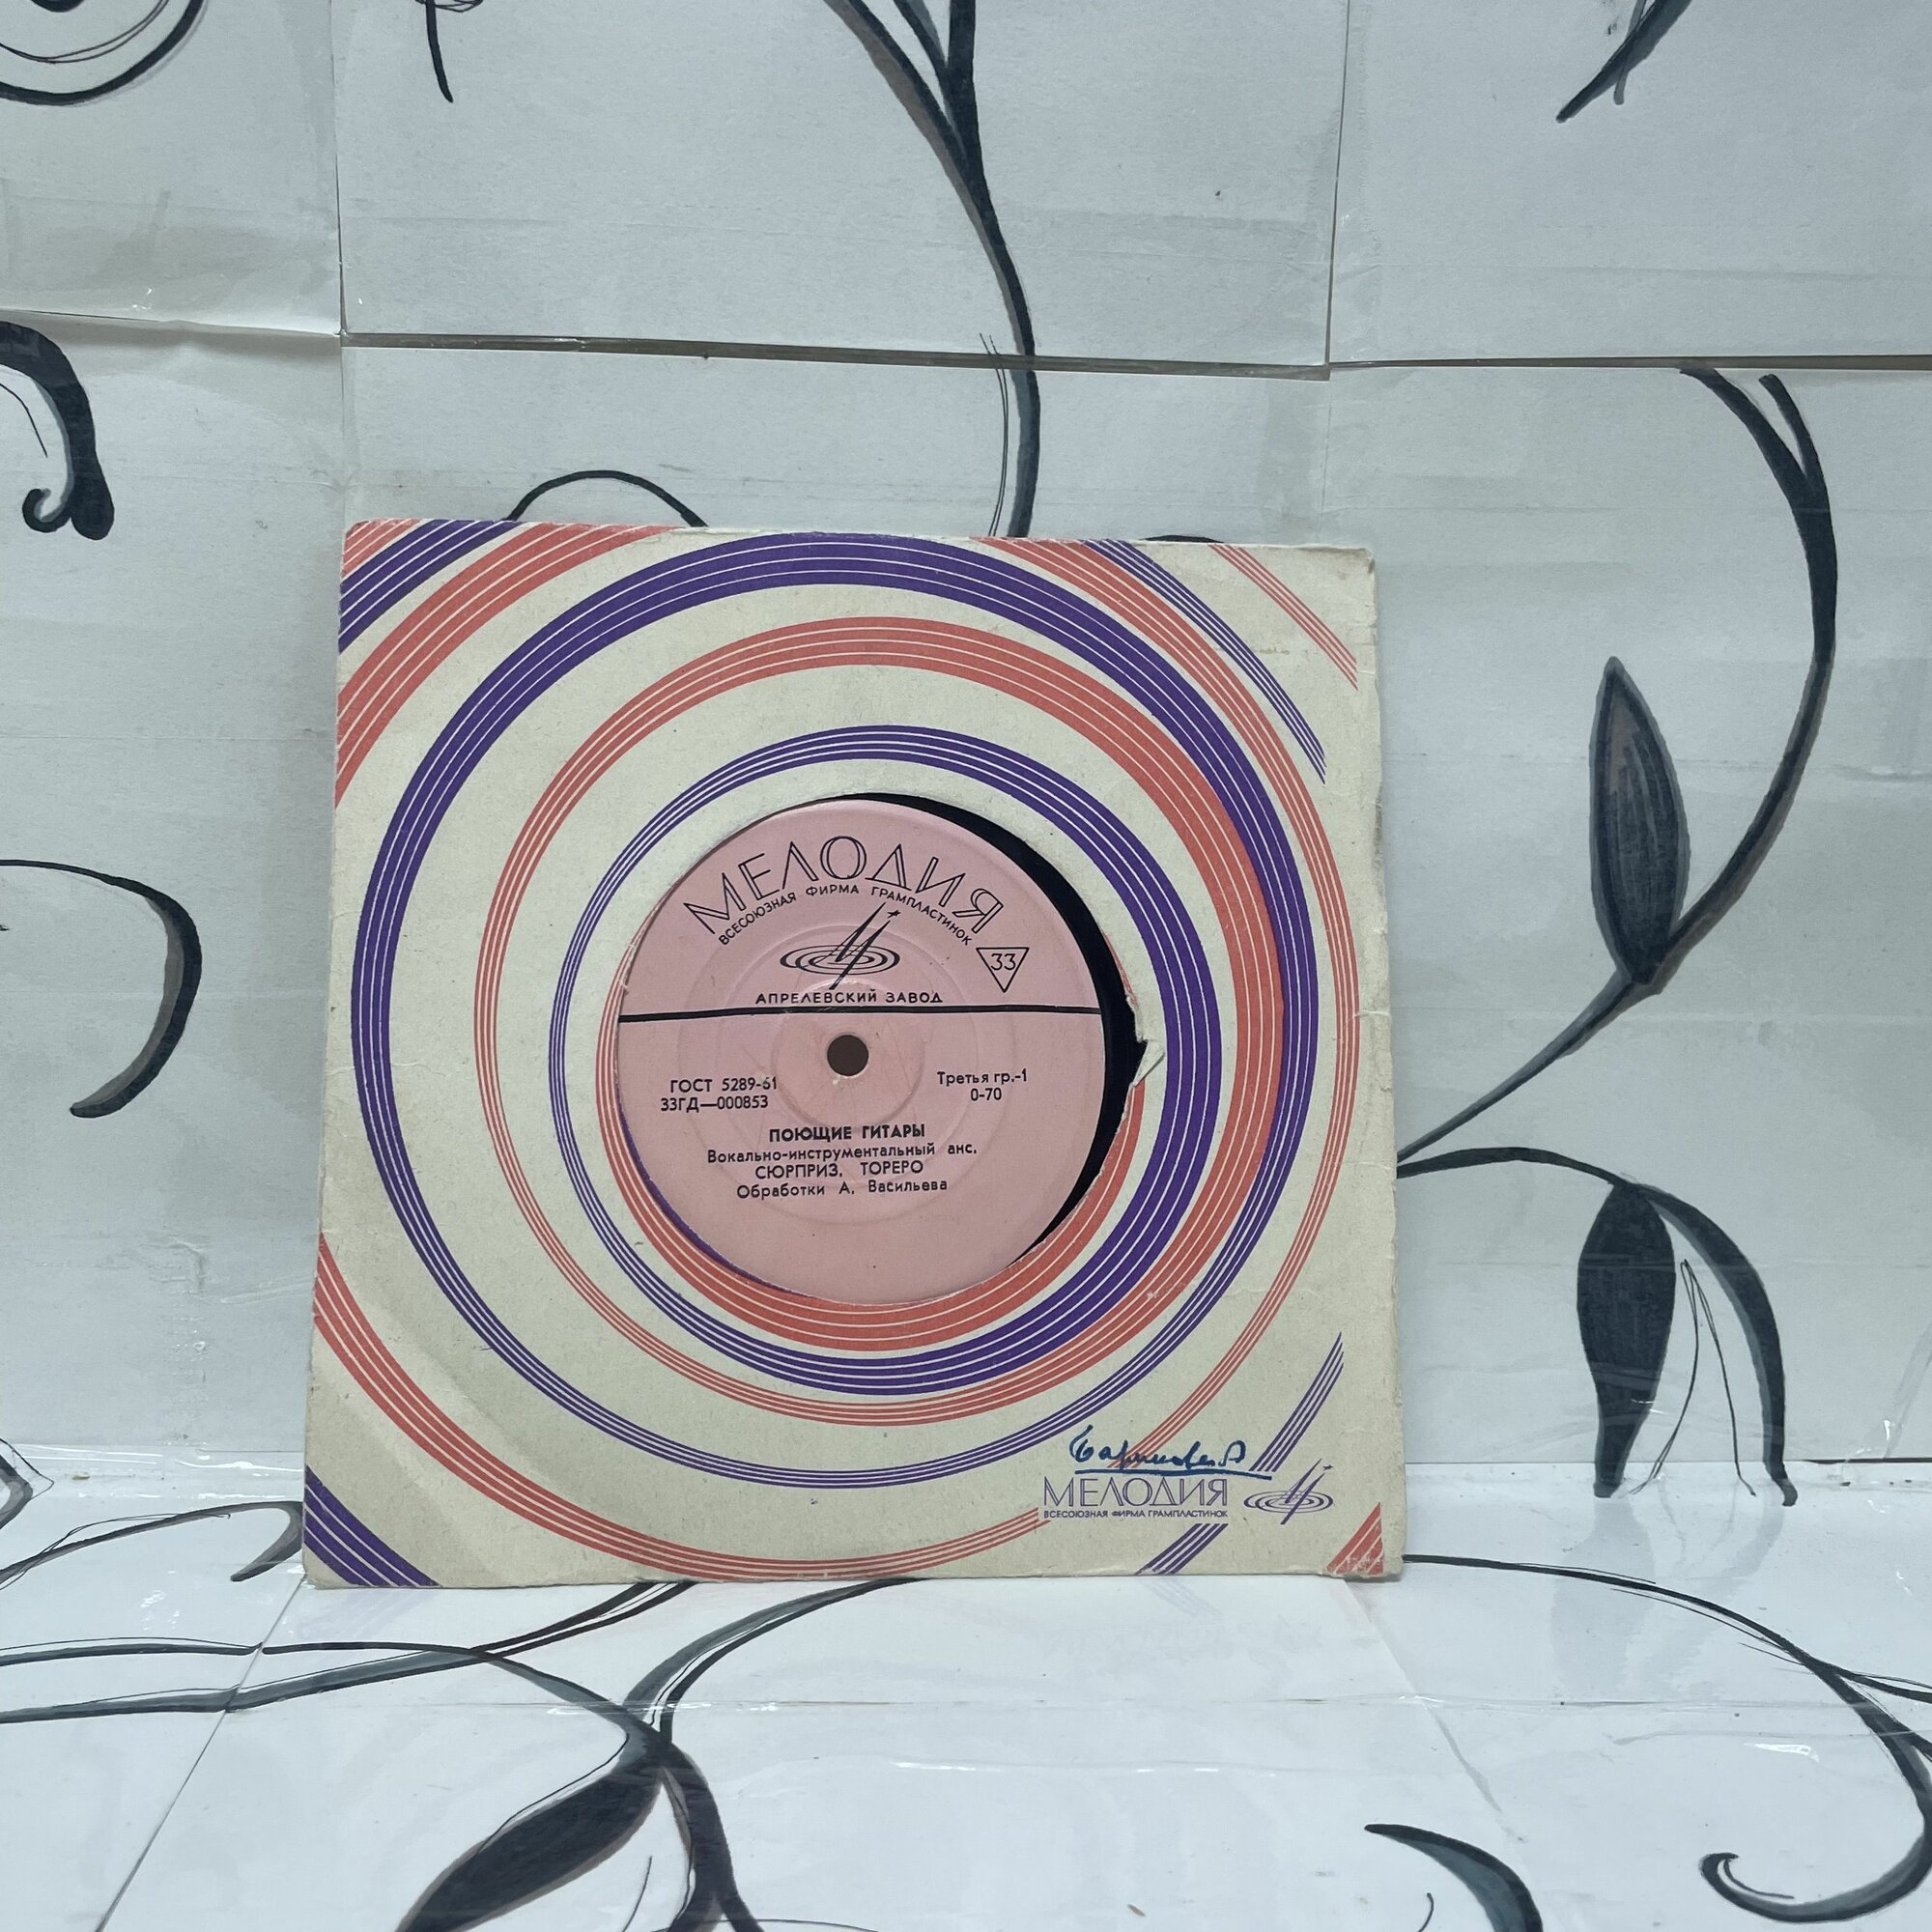 МЕЛОДИЯ
ВСЕСОЮЗНАЯ ФИРМА ГРАМПЛАСТИНОК
33
АПРЕЛЕВСКИЙ ЗАВОД
ГОСТ 5289-61
Третья гр.-1
33ГД—000853
0-70
ПОЮЩИЕ ГИТАРЫ
Вокально-инструментальный анс.
СЮРПРИЗ. ТОРЕРО
Обработки А. Васильева
МЕЛОДИЯ
ВСЕСОЮЗНАЯ ФИРМА ГРАМПЛАСТИНОК